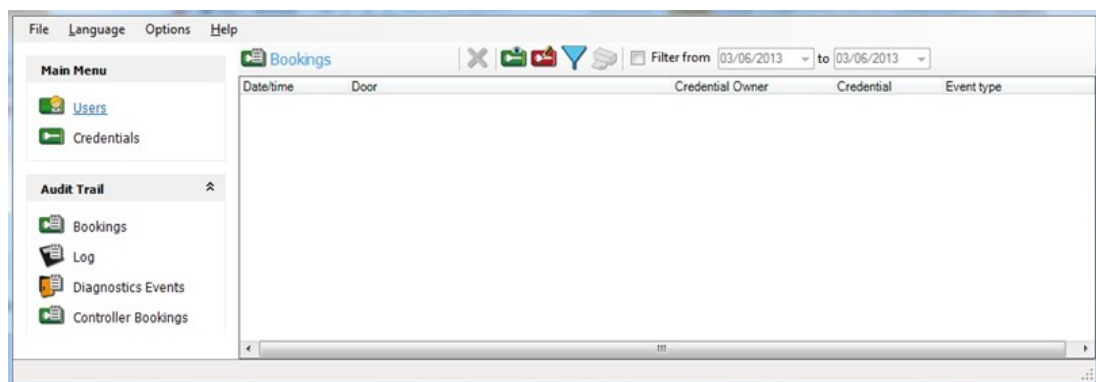 File Language Options Help
Main Menu
Users
Credentials
Audit Trail
Bookings
Log
Diagnostics Events
Controller Bookings
Bookings
Filter from 03/06/2013 to 03/06/2013
Date/time Door Credential Owner Credential Event type